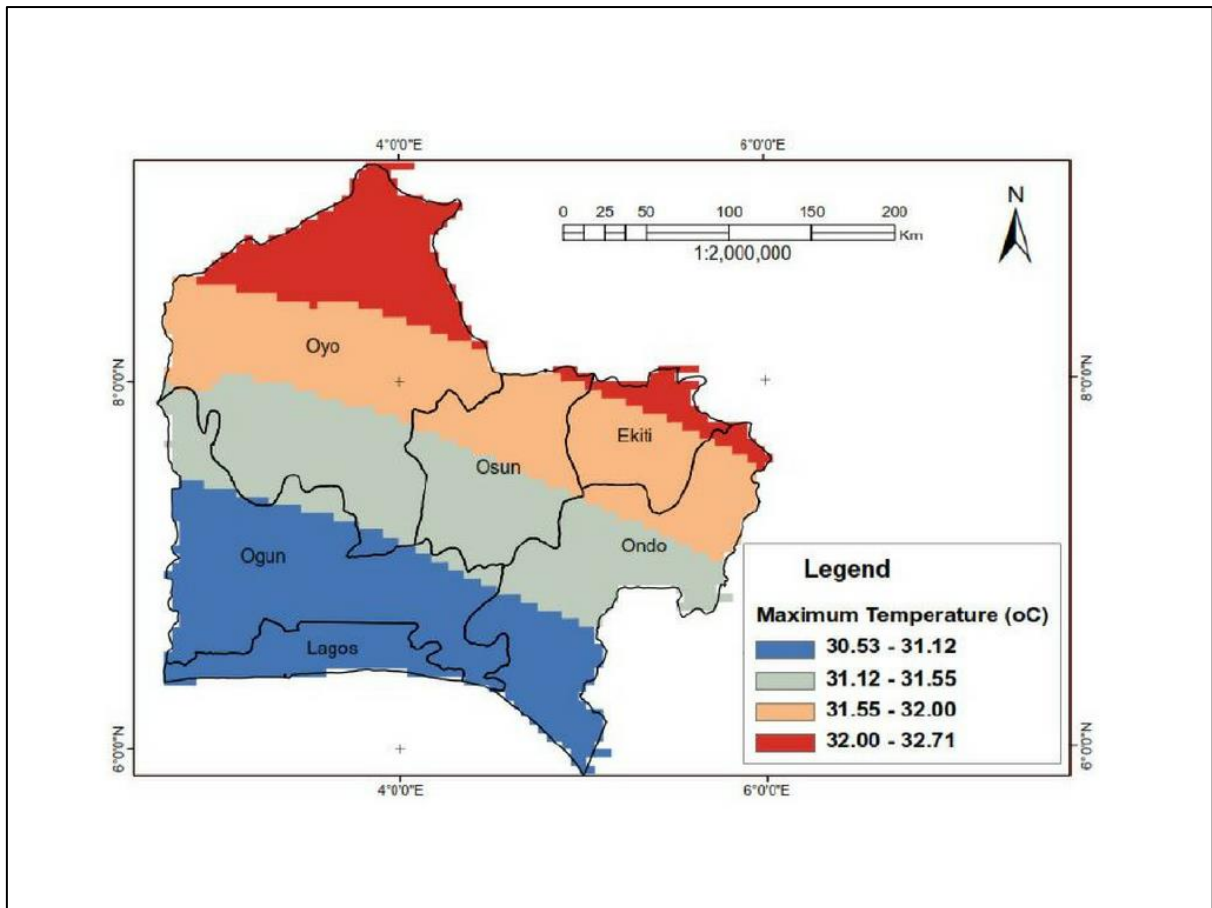 4°0'0"E
6°0'0"E
N
0 25 50 100 150 200
Km
1:2,000,000
8°0'0"N
8°0'0"N
Oyo
Ekiti
Osun
Ogun
Ondo
Lagos
Legend
Maximum Temperature (oC)
30.53 - 31.12
31.12 - 31.55
31.55 - 32.00
32.00 - 32.71
6°0'0"N
6°0'0"N
4°0'0"E
6°0'0"E